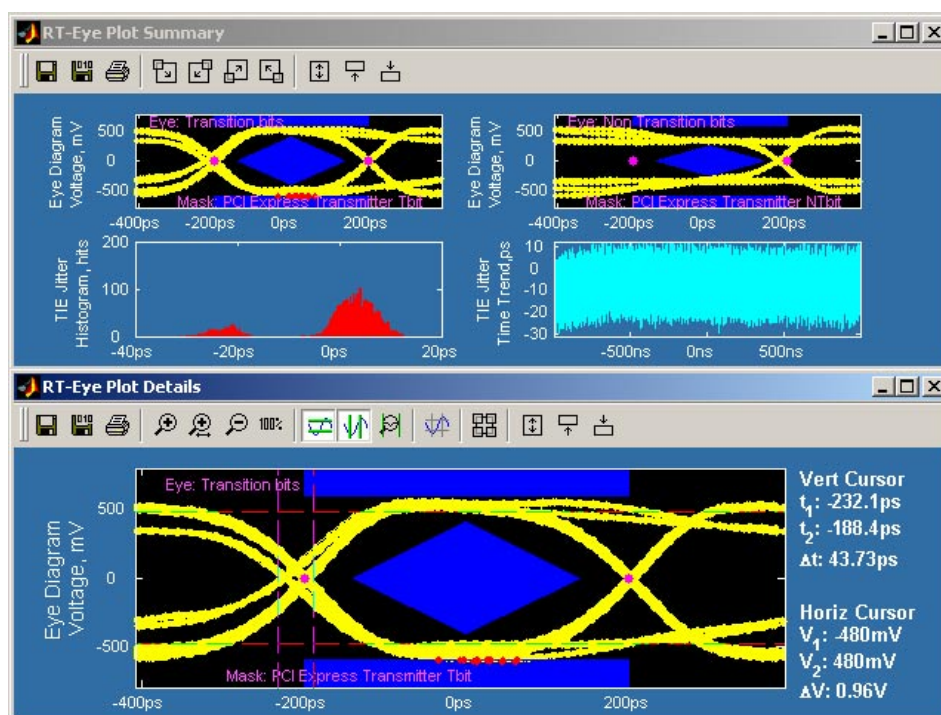 RT-Eye Plot Summary
Eye Diagram
Voltage, mV
500
0
-500
Eye: Transition bits
Mask: PCI Express Transmitter Tbit
-400ps -200ps 0ps 200ps
Eye Diagram
Voltage, mV
500
0
-500
Eye: Non Transition bits
Mask: PCI Express Transmitter NTbit
-400ps -200ps 0ps 200ps
TIE Jitter
Histogram, hits
200
100
0
-40ps -20ps 0ps 20ps
TIE Jitter
Time Trend,ps
10
0
-10
-20
-30
-500ns 0ns 500ns
RT-Eye Plot Details
100%
Eye Diagram
Voltage, mV
500
0
-500
Eye: Transition bits
Mask: PCI Express Transmitter Tbit
-400ps -200ps 0ps 200ps
Vert Cursor
t1: -232.1ps
t2: -188.4ps
Δt: 43.73ps
Horiz Cursor
V1: -480mV
V2: 480mV
ΔV: 0.96V